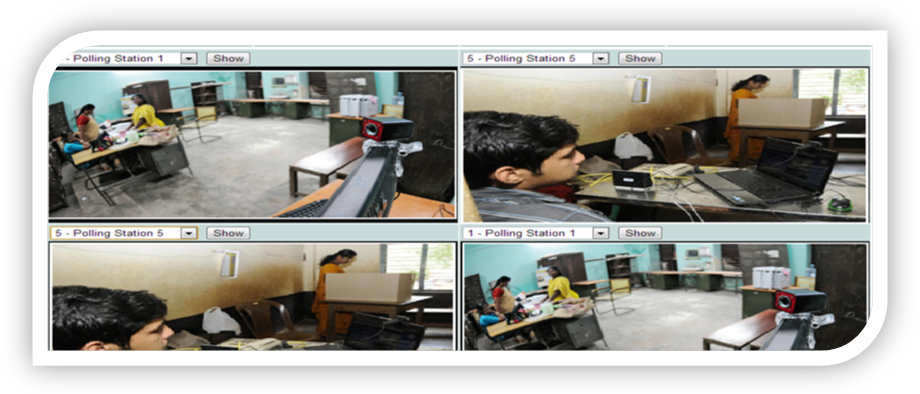 - Polling Station 1 Show
5 - Polling Station 5 Show
5 - Polling Station 5 Show
1 - Polling Station 1 Show